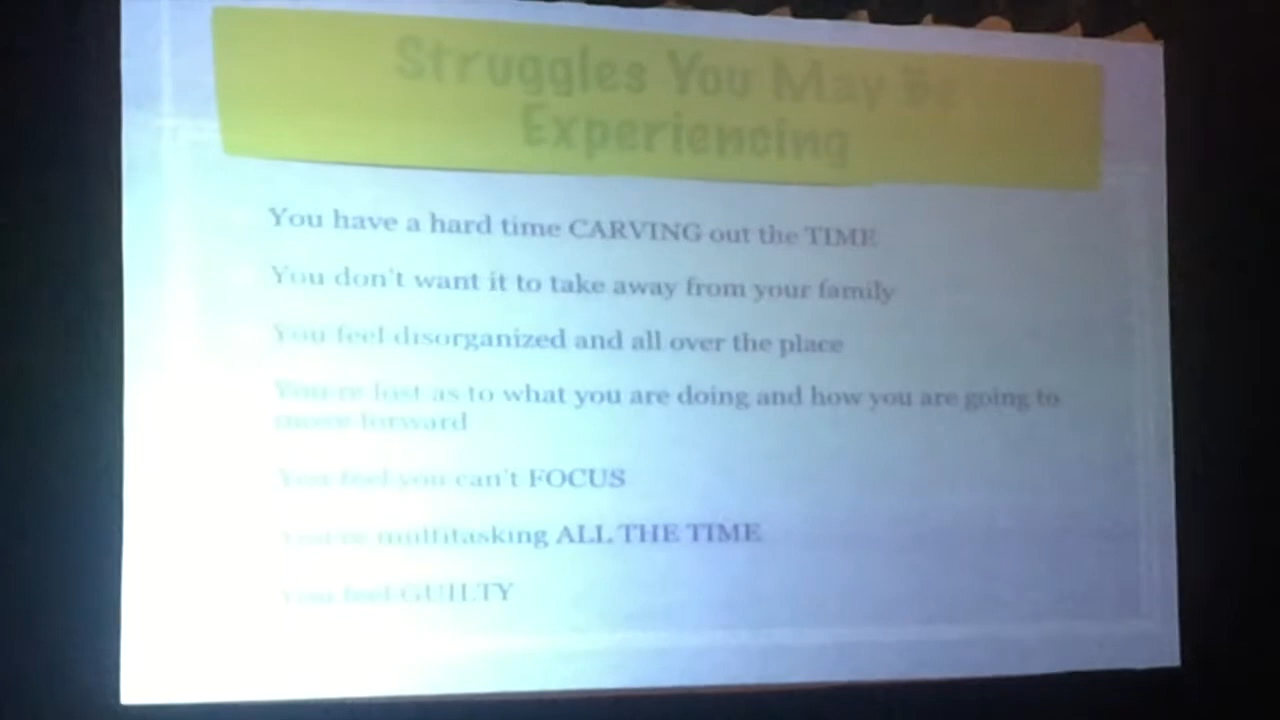 Struggles You May Be
Experiencing
You have a hard time CARVING out the TIME
You don't want it to take away from your family
You feel disorganized and all over the place
You're lost as to what you are doing and how you are going to
move forward
You feel you can't FOCUS
You're multitasking ALL THE TIME
You feel GUILTY